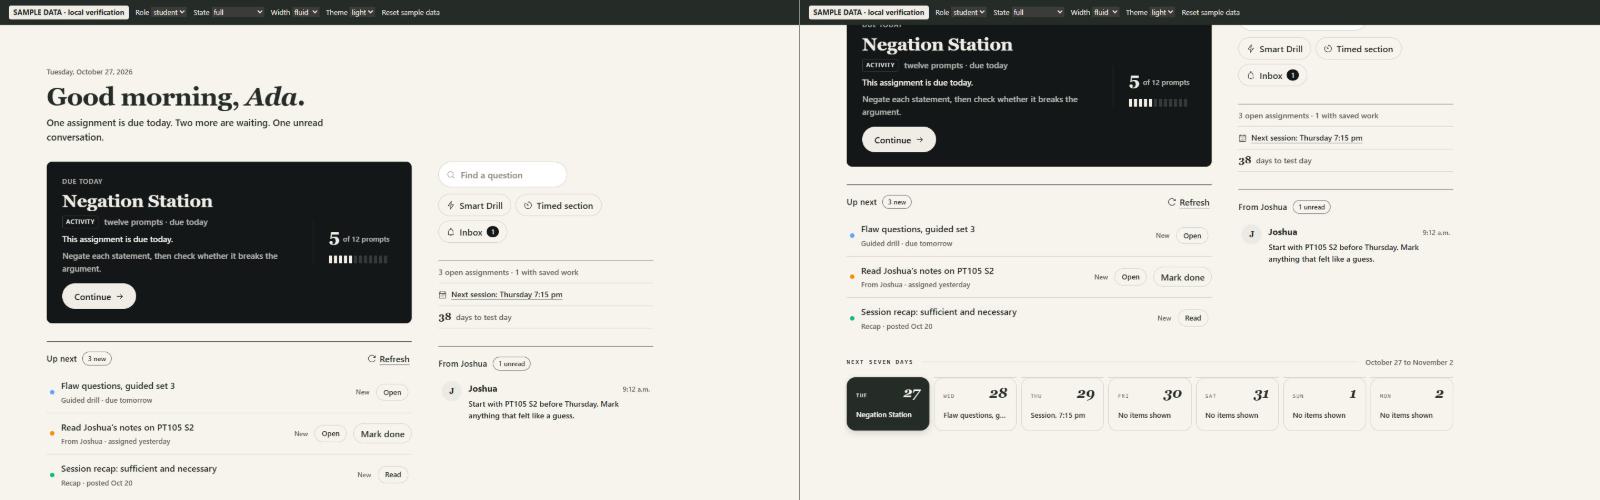 SAMPLE DATA - local verification Role student State full Width fluid Theme light Reset sample data
Tuesday, October 27, 2026
Good morning, Ada.
One assignment is due today. Two more are waiting. One unread
conversation.
DUE TODAY
Negation Station
ACTIVITY twelve prompts · due today
This assignment is due today.
Negate each statement, then check whether it breaks the
argument.
Continue →
5 of 12 prompts
Find a question
Smart Drill Timed section
Inbox 1
3 open assignments · 1 with saved work
Next session: Thursday 7:15 pm
38 days to test day
Up next 3 new Refresh
Flaw questions, guided set 3
Guided drill · due tomorrow
New Open
Read Joshua's notes on PT105 S2
From Joshua · assigned yesterday
New Open Mark done
Session recap: sufficient and necessary
Recap · posted Oct 20
New Read
From Joshua 1 unread
J Joshua 9:12 a.m.
Start with PT105 S2 before Thursday. Mark
anything that felt like a guess.
SAMPLE DATA - local verification Role student State full Width fluid Theme light Reset sample data
DUE TODAY
Negation Station
ACTIVITY twelve prompts · due today
This assignment is due today.
Negate each statement, then check whether it breaks the
argument.
Continue →
5 of 12 prompts
Smart Drill Timed section
Inbox 1
3 open assignments · 1 with saved work
Next session: Thursday 7:15 pm
38 days to test day
Up next 3 new Refresh
Flaw questions, guided set 3
Guided drill · due tomorrow
New Open
Read Joshua's notes on PT105 S2
From Joshua · assigned yesterday
New Open Mark done
Session recap: sufficient and necessary
Recap · posted Oct 20
New Read
From Joshua 1 unread
J Joshua 9:12 a.m.
Start with PT105 S2 before Thursday. Mark
anything that felt like a guess.
NEXT SEVEN DAYS October 27 to November 2
TUE 27
Negation Station
WED 28
Flaw questions, g...
THU 29
Session, 7:15 pm
FRI 30
No items shown
SAT 31
No items shown
SUN 1
No items shown
MON 2
No items shown